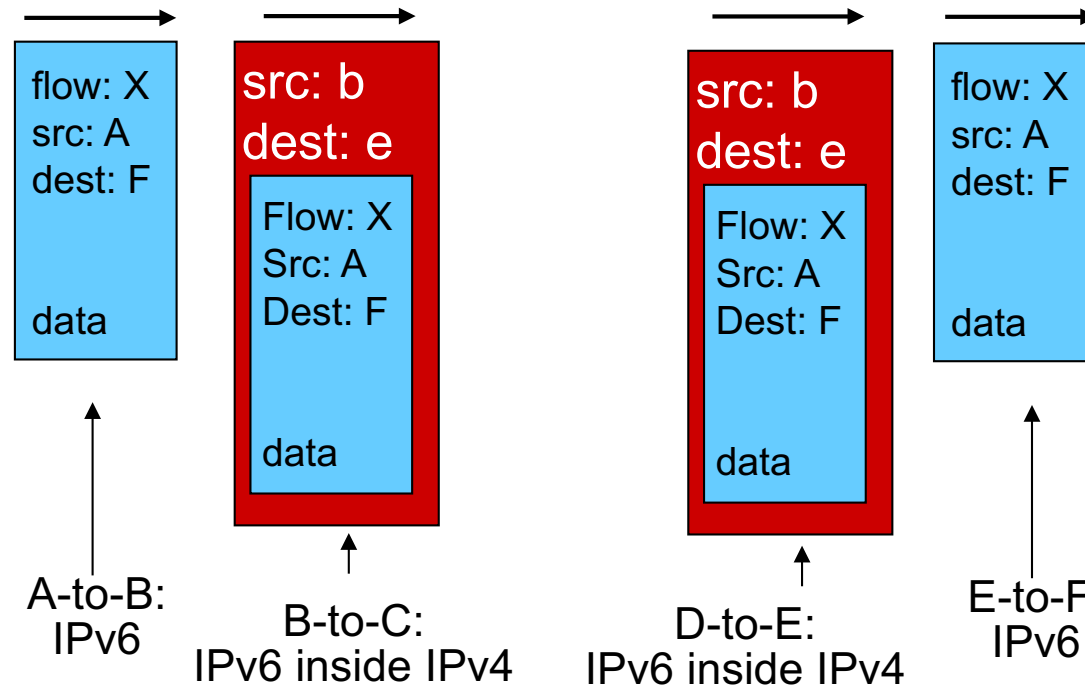 flow: X
src: A
dest: F
data
src: b
dest: e
Flow: X
Src: A
Dest: F
data
src: b
dest: e
Flow: X
Src: A
Dest: F
data
flow: X
src: A
dest: F
data
A-to-B:
IPv6
B-to-C:
IPv6 inside IPv4
D-to-E:
IPv6 inside IPv4
E-to-F
IPv6